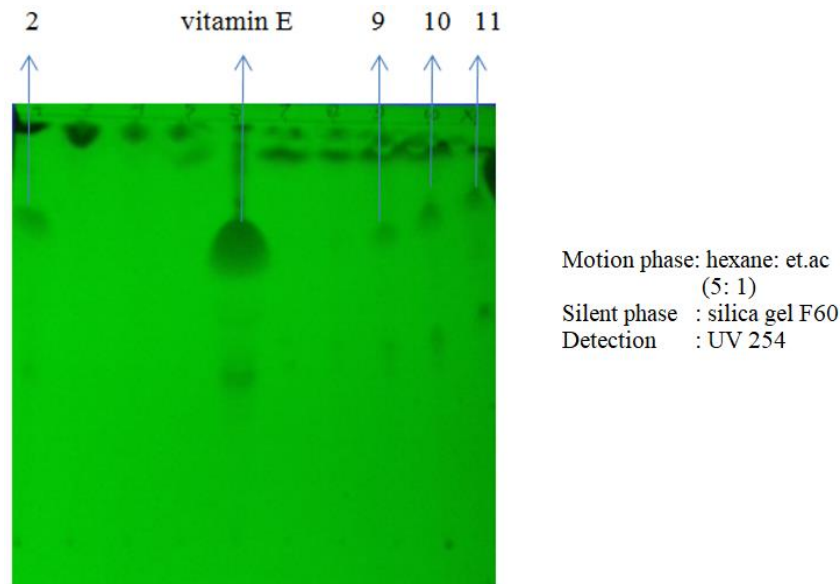 2 vitamin E 9 10 11
Motion phase: hexane: et.ac
(5: 1)
Silent phase : silica gel F60
Detection : UV 254